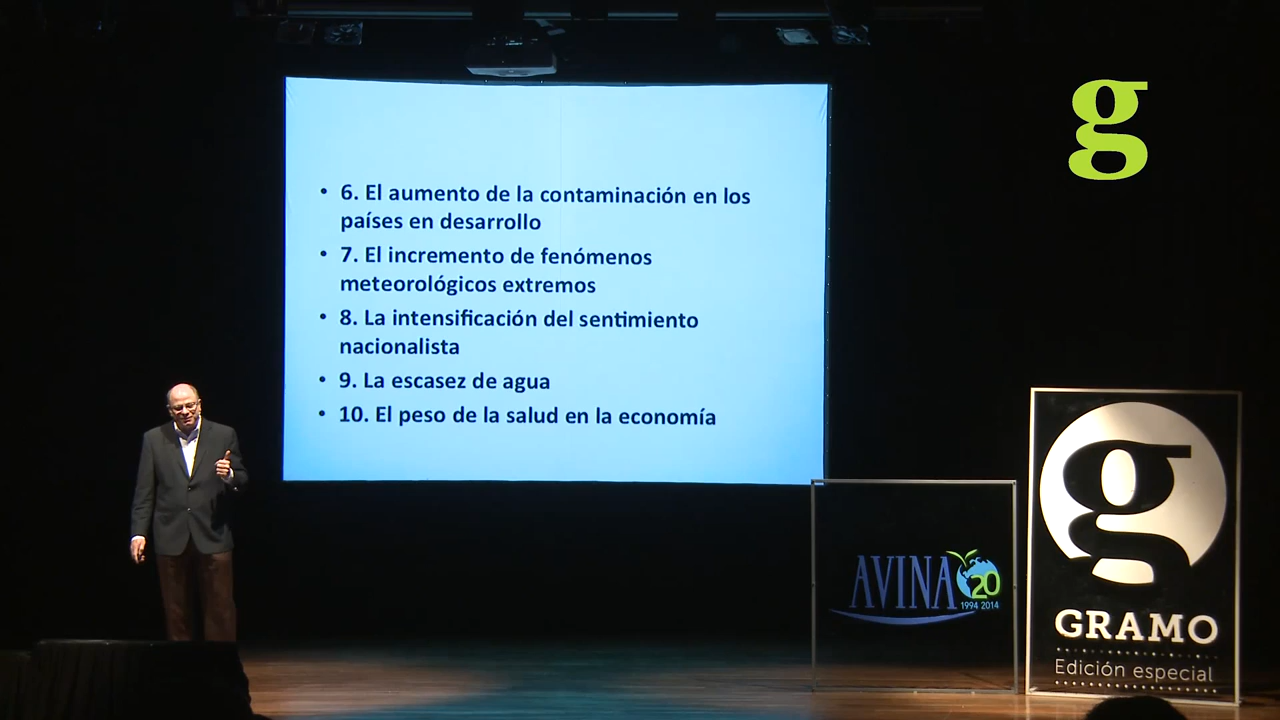 g
• 6. El aumento de la contaminación en los
países en desarrollo
• 7. El incremento de fenómenos
meteorológicos extremos
• 8. La intensificación del sentimiento
nacionalista
• 9. La escasez de agua
• 10. El peso de la salud en la economía
AVINA 20
1994 2014
g
GRAMO
Edición especial